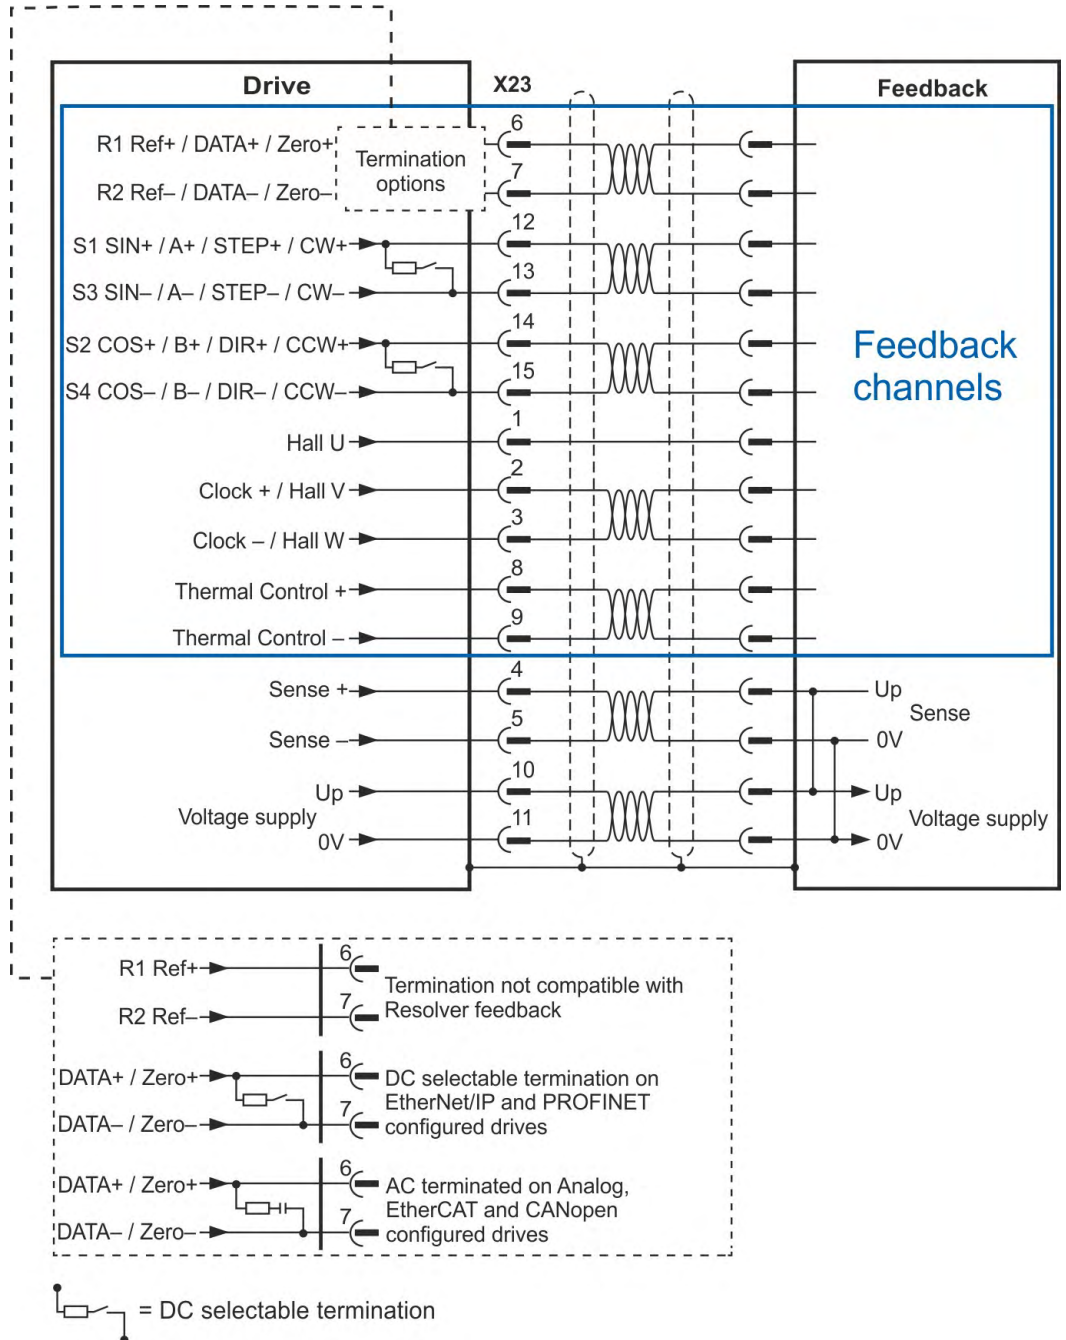 Drive
X23
Feedback
R1 Ref+ / DATA+ / Zero+
6
Termination
options
R2 Ref– / DATA– / Zero–
7
S1 SIN+ / A+ / STEP+ / CW+
12
S3 SIN– / A– / STEP– / CW–
13
S2 COS+ / B+ / DIR+ / CCW+
14
S4 COS– / B– / DIR– / CCW–
15
Feedback
channels
Hall U
1
Clock + / Hall V
2
Clock – / Hall W
3
Thermal Control +
8
Thermal Control –
9
Sense +
4
Up
Sense
Sense –
5
0V
Up
10
Up
Voltage supply
Voltage supply
0V
11
0V
R1 Ref+
6
R2 Ref–
7
Termination not compatible with
Resolver feedback
DATA+ / Zero+
6
DATA– / Zero–
7
DC selectable termination on
EtherNet/IP and PROFINET
configured drives
DATA+ / Zero+
6
DATA– / Zero–
7
AC terminated on Analog,
EtherCAT and CANopen
configured drives
= DC selectable termination